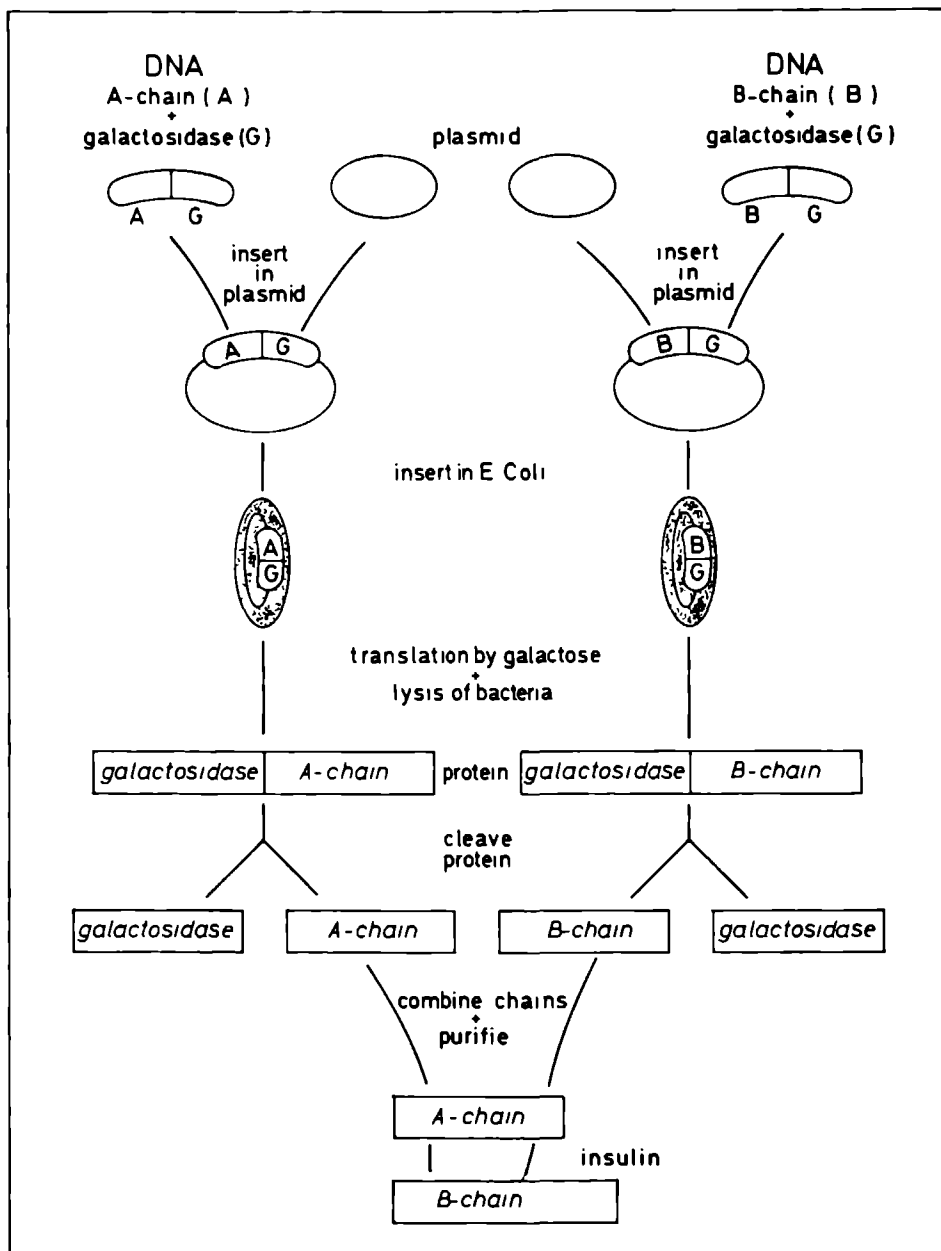 DNA
A-chain (A)
+
galactosidase (G)
A G
plasmid
DNA
B-chain (B)
+
galactosidase (G)
B G
insert
in
plasmid
insert
in
plasmid
A G
B G
insert in E Coli
A
G
B
G
translation by galactose
+
lysis of bacteria
galactosidase A-chain protein galactosidase B-chain
cleave
protein
galactosidase A-chain B-chain galactosidase
combine chains
+
purifie
A-chain
insulin
B-chain